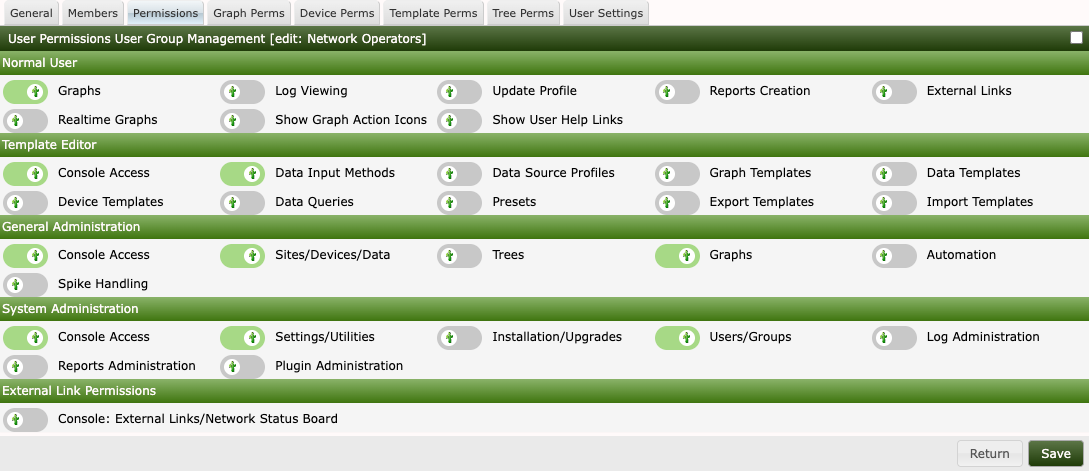 General Members Permissions Graph Perms Device Perms Template Perms Tree Perms User Settings
User Permissions User Group Management [edit: Network Operators]
Normal User
Graphs Log Viewing Update Profile Reports Creation External Links
Realtime Graphs Show Graph Action Icons Show User Help Links
Template Editor
Console Access Data Input Methods Data Source Profiles Graph Templates Data Templates
Device Templates Data Queries Presets Export Templates Import Templates
General Administration
Console Access Sites/Devices/Data Trees Graphs Automation
Spike Handling
System Administration
Console Access Settings/Utilities Installation/Upgrades Users/Groups Log Administration
Reports Administration Plugin Administration
External Link Permissions
Console: External Links/Network Status Board
Return Save